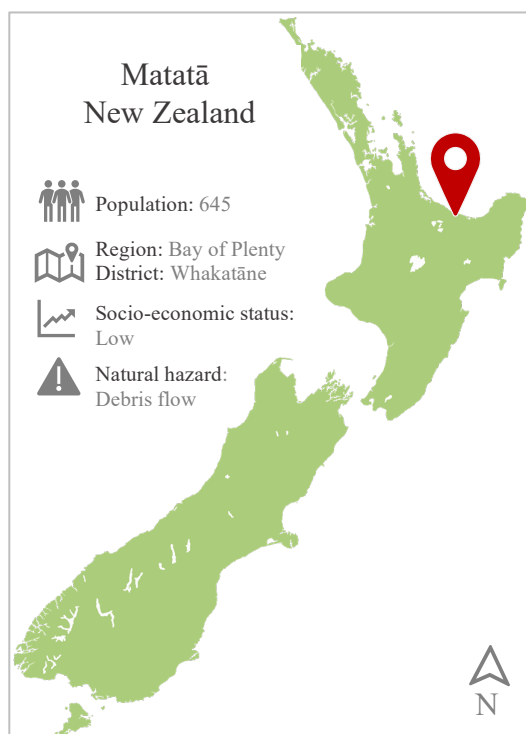 Matatā
New Zealand
Population: 645
Region: Bay of Plenty
District: Whakatāne
Socio-economic status:
Low
Natural hazard:
Debris flow
N